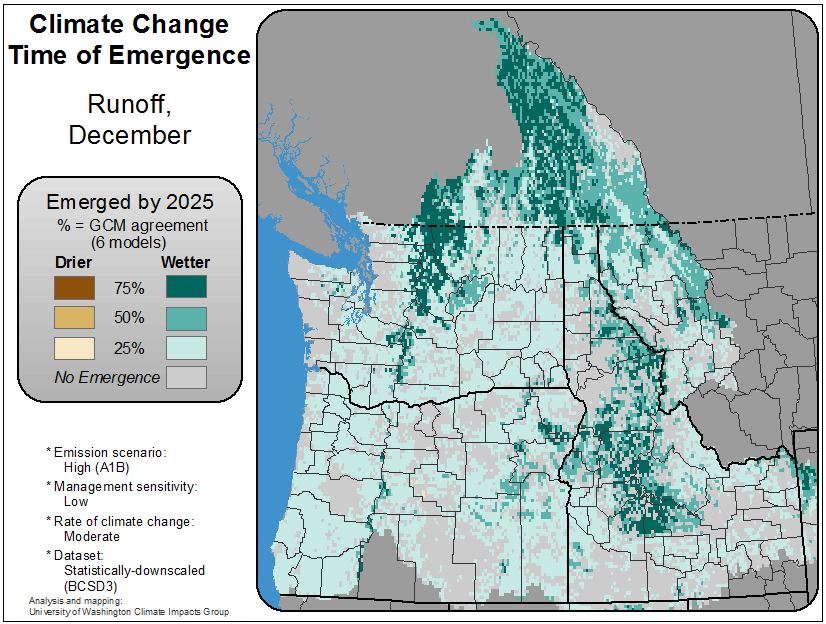 Climate Change
Time of Emergence
Runoff,
December
Emerged by 2025
% = GCM agreement
(6 models)
Drier Wetter
75%
50%
25%
No Emergence
* Emission scenario:
High (A1B)
* Management sensitivity:
Low
* Rate of climate change:
Moderate
* Dataset:
Statistically-downscaled
(BCSD3)
Analysis and mapping:
University of Washington Climate Impacts Group